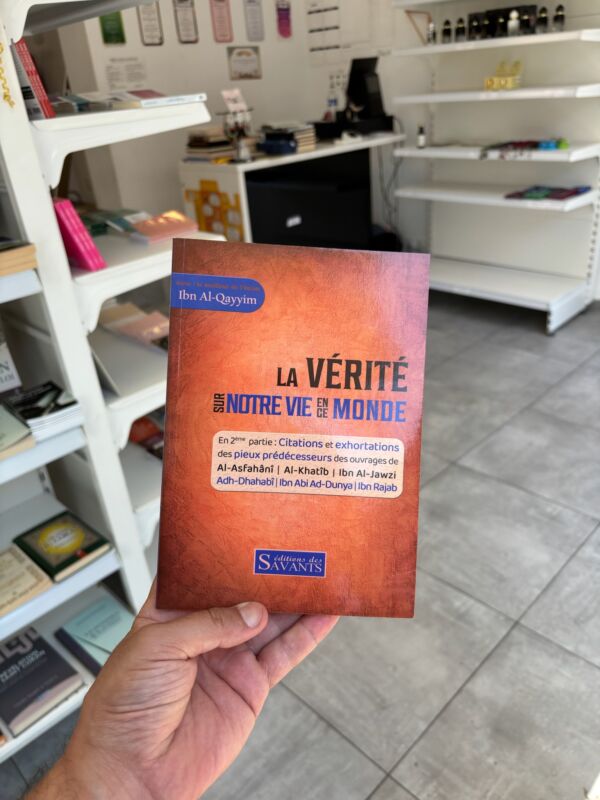 Ibn Al-Qayyim
LA VÉRITÉ
SUR NOTRE VIE EN CE MONDE
En 2ème partie : Citations et exhortations
des pieux prédécesseurs des ouvrages de
Al-Asfahânî | Al-Khatîb | Ibn Al-Jawzi
Adh-Dhahabî | Ibn Abi Ad-Dunya | Ibn Rajab
éditions des
SAVANTS